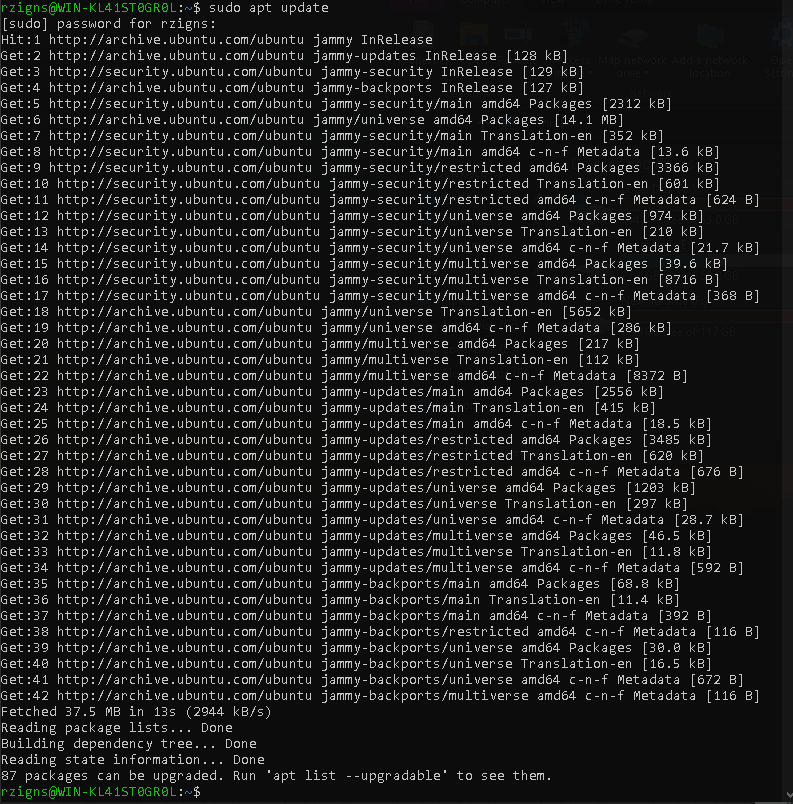 rzigns@WIN-KL41ST0GR0L:~$ sudo apt update
[sudo] password for rzigns:
Hit:1 http://archive.ubuntu.com/ubuntu jammy InRelease
Get:2 http://archive.ubuntu.com/ubuntu jammy-updates InRelease [128 kB]
Get:3 http://security.ubuntu.com/ubuntu jammy-security InRelease [129 kB]
Get:4 http://archive.ubuntu.com/ubuntu jammy-backports InRelease [127 kB]
Get:5 http://security.ubuntu.com/ubuntu jammy-security/main amd64 Packages [2312 kB]
Get:6 http://archive.ubuntu.com/ubuntu jammy/universe amd64 Packages [14.1 MB]
Get:7 http://security.ubuntu.com/ubuntu jammy-security/main Translation-en [352 kB]
Get:8 http://security.ubuntu.com/ubuntu jammy-security/main amd64 c-n-f Metadata [13.6 kB]
Get:9 http://security.ubuntu.com/ubuntu jammy-security/restricted amd64 Packages [3366 kB]
Get:10 http://security.ubuntu.com/ubuntu jammy-security/restricted Translation-en [601 kB]
Get:11 http://security.ubuntu.com/ubuntu jammy-security/restricted amd64 c-n-f Metadata [624 B]
Get:12 http://security.ubuntu.com/ubuntu jammy-security/universe amd64 Packages [974 kB]
Get:13 http://security.ubuntu.com/ubuntu jammy-security/universe Translation-en [210 kB]
Get:14 http://security.ubuntu.com/ubuntu jammy-security/universe amd64 c-n-f Metadata [21.7 kB]
Get:15 http://security.ubuntu.com/ubuntu jammy-security/multiverse amd64 Packages [39.6 kB]
Get:16 http://security.ubuntu.com/ubuntu jammy-security/multiverse Translation-en [8716 B]
Get:17 http://security.ubuntu.com/ubuntu jammy-security/multiverse amd64 c-n-f Metadata [368 B]
Get:18 http://archive.ubuntu.com/ubuntu jammy/universe Translation-en [5652 kB]
Get:19 http://archive.ubuntu.com/ubuntu jammy/universe amd64 c-n-f Metadata [286 kB]
Get:20 http://archive.ubuntu.com/ubuntu jammy/multiverse amd64 Packages [217 kB]
Get:21 http://archive.ubuntu.com/ubuntu jammy/multiverse Translation-en [112 kB]
Get:22 http://archive.ubuntu.com/ubuntu jammy/multiverse amd64 c-n-f Metadata [8372 B]
Get:23 http://archive.ubuntu.com/ubuntu jammy-updates/main amd64 Packages [2556 kB]
Get:24 http://archive.ubuntu.com/ubuntu jammy-updates/main Translation-en [415 kB]
Get:25 http://archive.ubuntu.com/ubuntu jammy-updates/main amd64 c-n-f Metadata [18.5 kB]
Get:26 http://archive.ubuntu.com/ubuntu jammy-updates/restricted amd64 Packages [3485 kB]
Get:27 http://archive.ubuntu.com/ubuntu jammy-updates/restricted Translation-en [620 kB]
Get:28 http://archive.ubuntu.com/ubuntu jammy-updates/restricted amd64 c-n-f Metadata [676 B]
Get:29 http://archive.ubuntu.com/ubuntu jammy-updates/universe amd64 Packages [1203 kB]
Get:30 http://archive.ubuntu.com/ubuntu jammy-updates/universe Translation-en [297 kB]
Get:31 http://archive.ubuntu.com/ubuntu jammy-updates/universe amd64 c-n-f Metadata [28.7 kB]
Get:32 http://archive.ubuntu.com/ubuntu jammy-updates/multiverse amd64 Packages [46.5 kB]
Get:33 http://archive.ubuntu.com/ubuntu jammy-updates/multiverse Translation-en [11.8 kB]
Get:34 http://archive.ubuntu.com/ubuntu jammy-updates/multiverse amd64 c-n-f Metadata [592 B]
Get:35 http://archive.ubuntu.com/ubuntu jammy-backports/main amd64 Packages [68.8 kB]
Get:36 http://archive.ubuntu.com/ubuntu jammy-backports/main Translation-en [11.4 kB]
Get:37 http://archive.ubuntu.com/ubuntu jammy-backports/main amd64 c-n-f Metadata [392 B]
Get:38 http://archive.ubuntu.com/ubuntu jammy-backports/restricted amd64 c-n-f Metadata [116 B]
Get:39 http://archive.ubuntu.com/ubuntu jammy-backports/universe amd64 Packages [30.0 kB]
Get:40 http://archive.ubuntu.com/ubuntu jammy-backports/universe Translation-en [16.5 kB]
Get:41 http://archive.ubuntu.com/ubuntu jammy-backports/universe amd64 c-n-f Metadata [672 B]
Get:42 http://archive.ubuntu.com/ubuntu jammy-backports/multiverse amd64 c-n-f Metadata [116 B]
Fetched 37.5 MB in 13s (2944 kB/s)
Reading package lists... Done
Building dependency tree... Done
Reading state information... Done
87 packages can be upgraded. Run 'apt list --upgradable' to see them.
rzigns@WIN-KL41ST0GR0L:~$